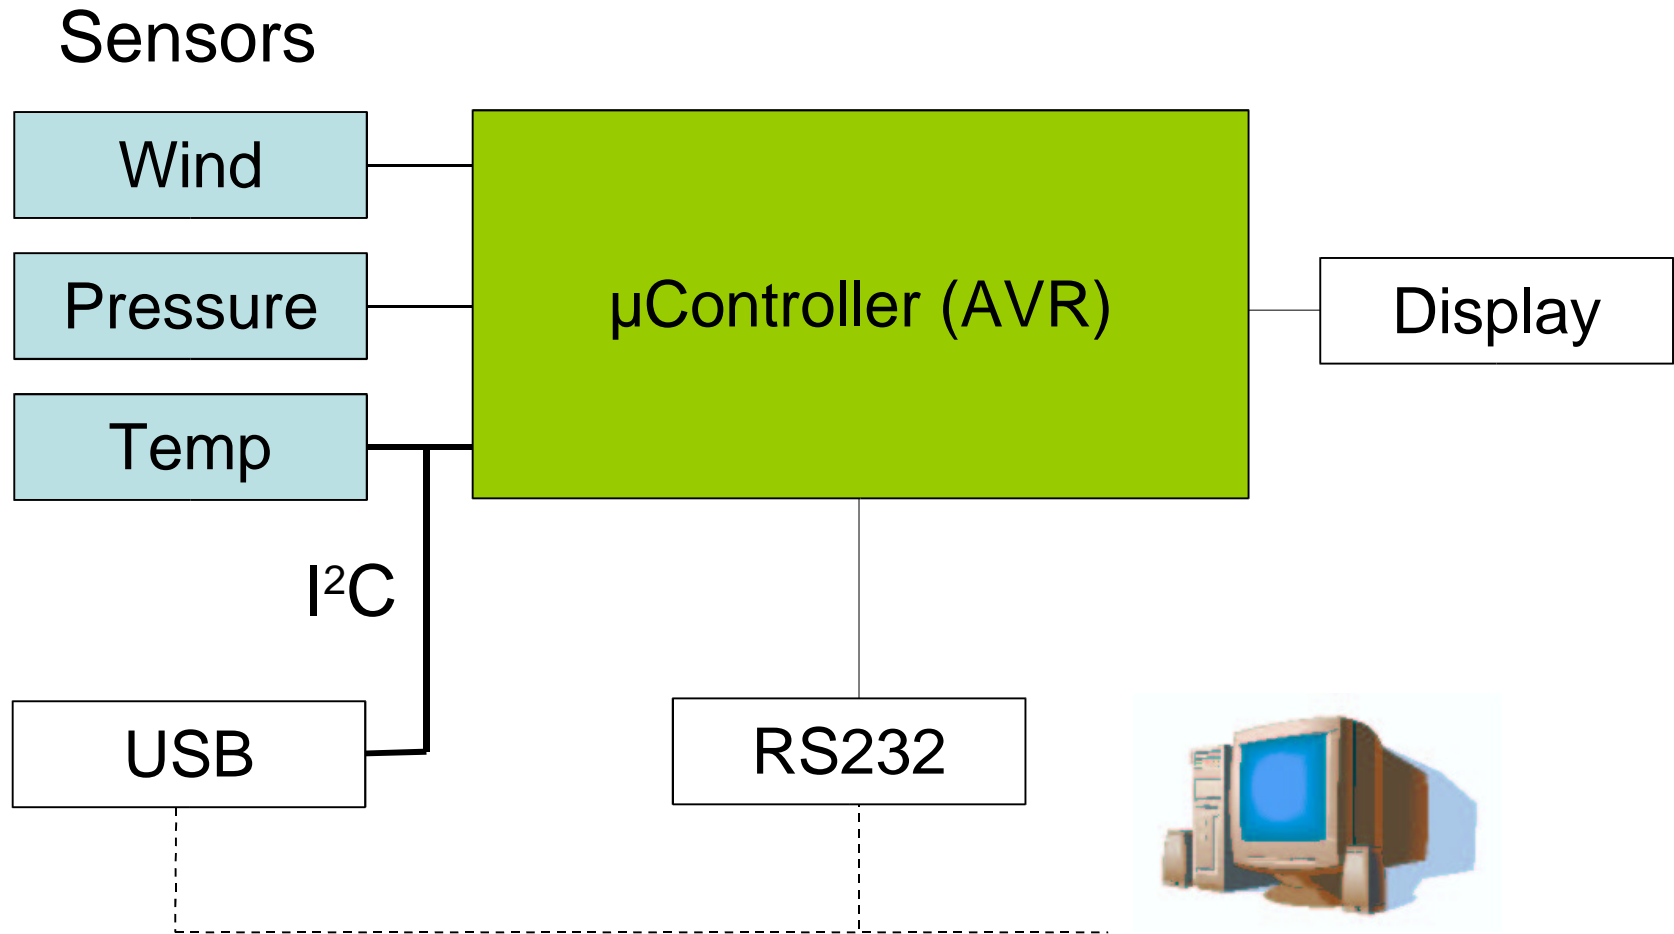 Sensors
Wind
Pressure
Temp
µController (AVR)
Display
I²C
USB
RS232